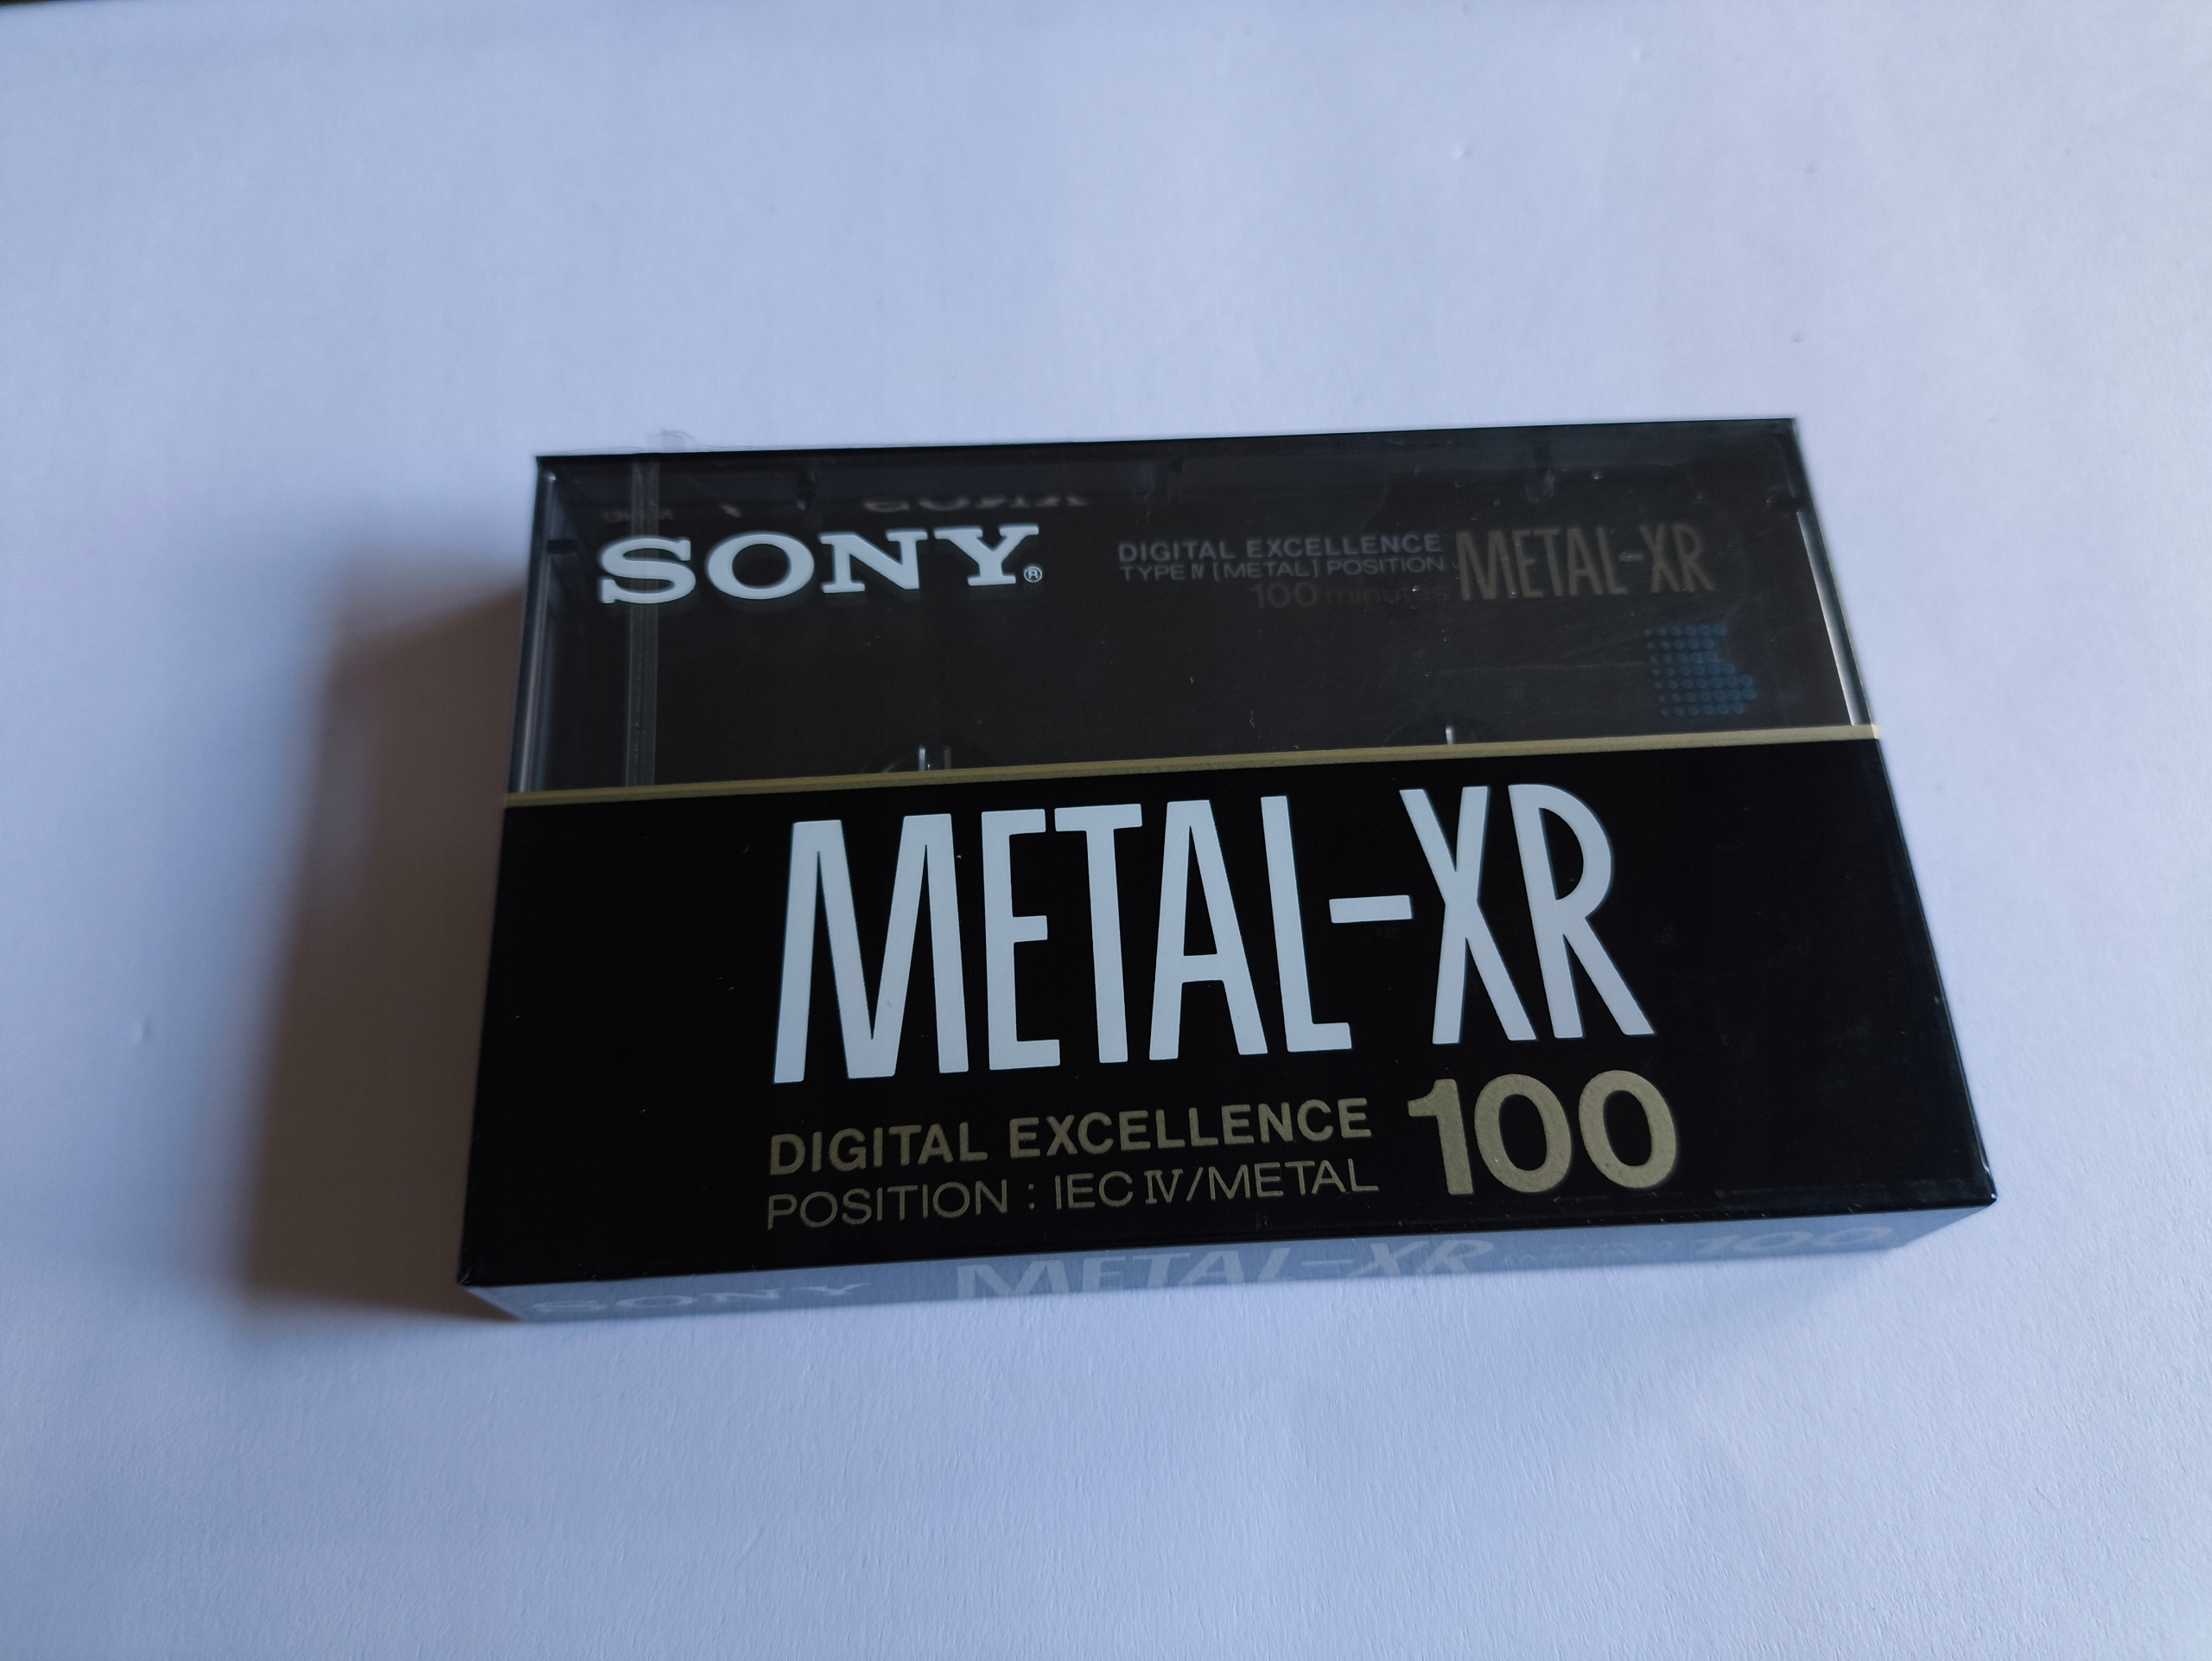 SONY®
DIGITAL EXCELLENCE
TYPE Ⅳ [METAL] POSITION
100 minutes
METAL-XR
METAL-XR
DIGITAL EXCELLENCE
POSITION : IEC Ⅳ/METAL
100
SONY METAL-XR 100